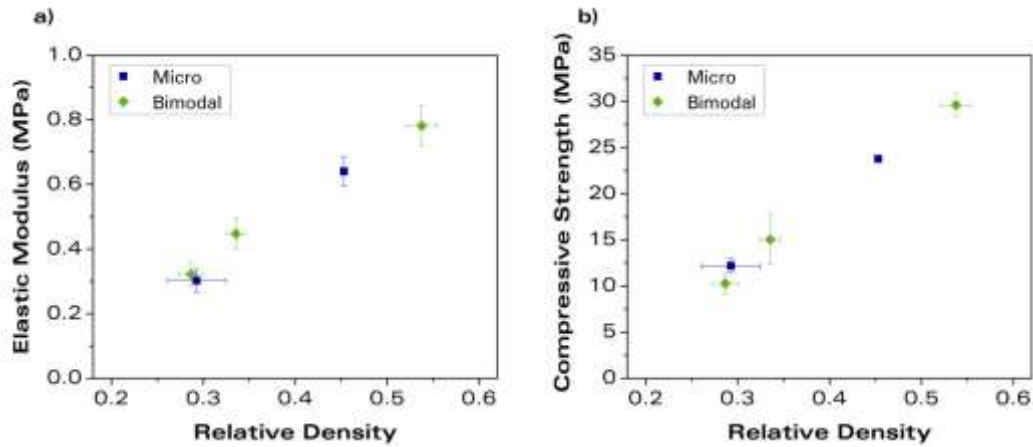 a)
Elastic Modulus (MPa)
1.0
0.8
0.6
0.4
0.2
0.0
Micro
Bimodal
0.2 0.3 0.4 0.5 0.6
Relative Density
b)
Compressive Strength (MPa)
35
30
25
20
15
10
5
0
Micro
Bimodal
0.2 0.3 0.4 0.5 0.6
Relative Density